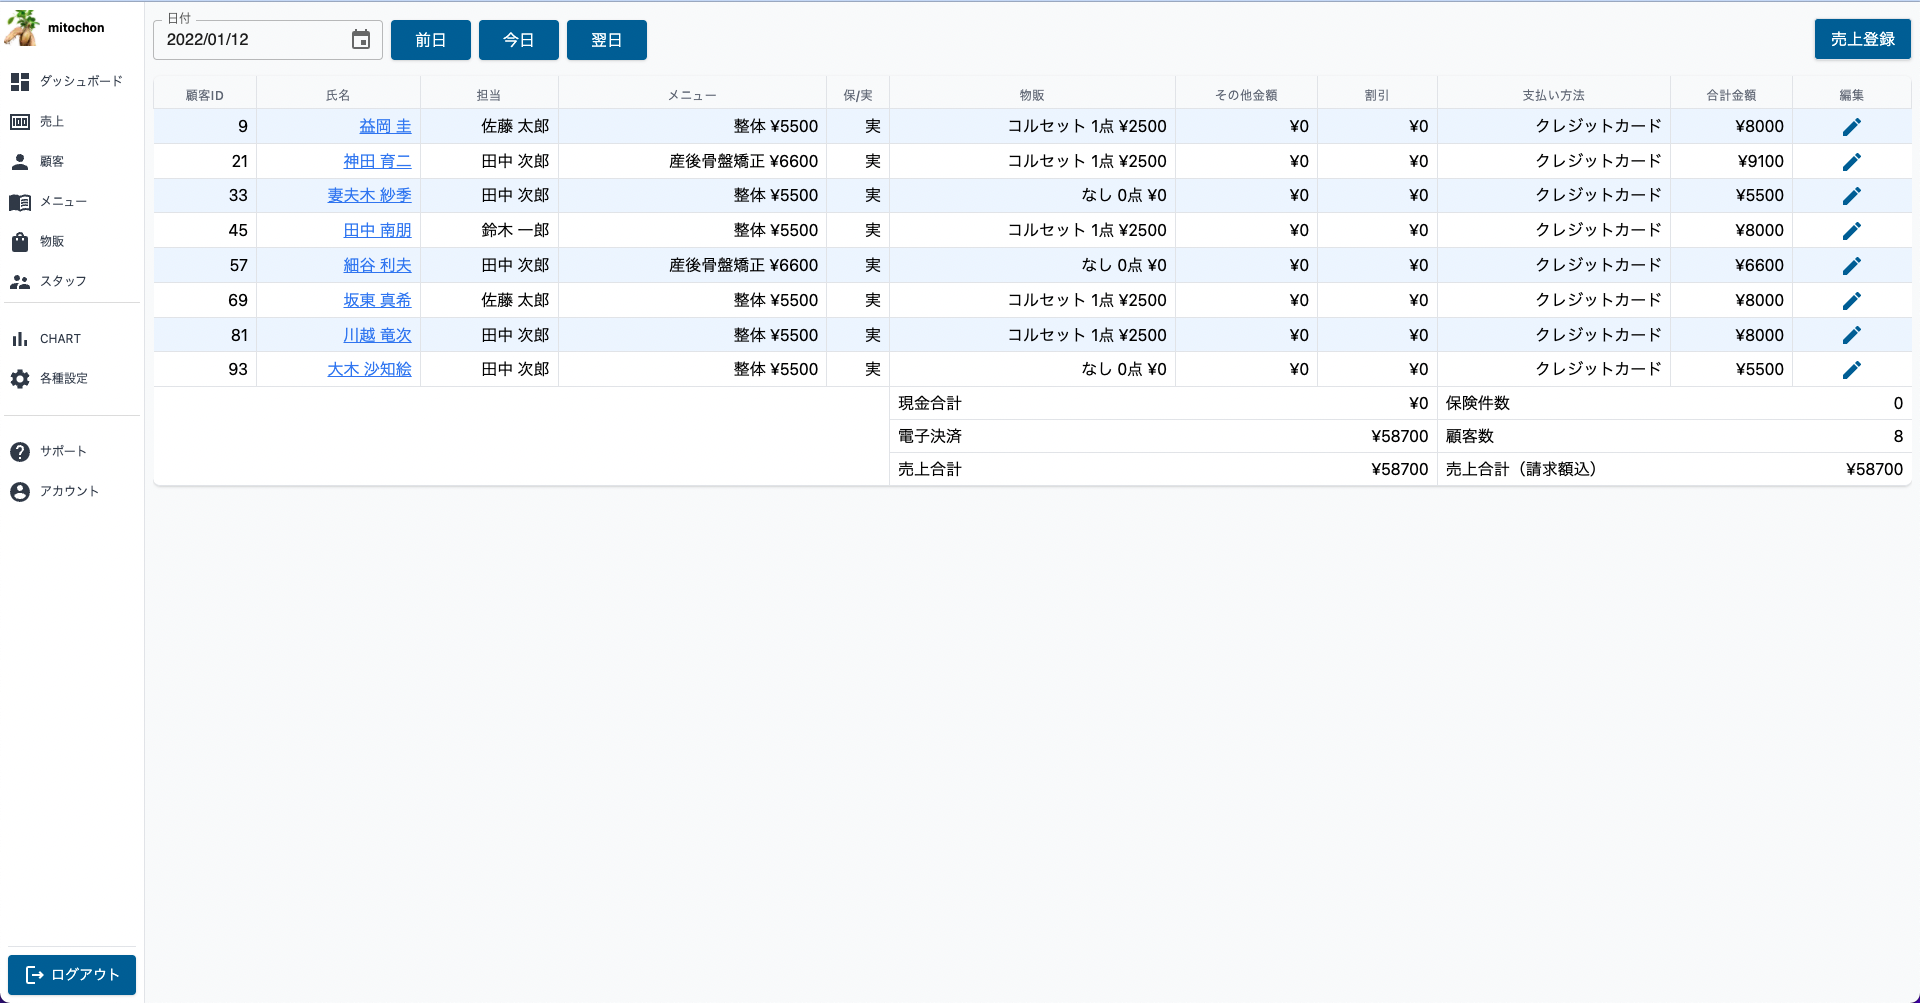 mitochon
ダッシュボード
売上
顧客
メニュー
物販
スタッフ
CHART
各種設定
サポート
アカウント
ログアウト
日付
2022/01/12
前日 今日 翌日 売上登録
顧客ID 氏名 担当 メニュー 保/実 物販 その他金額 割引 支払い方法 合計金額 編集
9 益岡 圭 佐藤 太郎 整体 ¥5500 実 コルセット 1点 ¥2500 ¥0 ¥0 クレジットカード ¥8000
21 神田 育二 田中 次郎 産後骨盤矯正 ¥6600 実 コルセット 1点 ¥2500 ¥0 ¥0 クレジットカード ¥9100
33 妻夫木 紗季 田中 次郎 整体 ¥5500 実 なし 0点 ¥0 ¥0 ¥0 クレジットカード ¥5500
45 田中 南朋 鈴木 一郎 整体 ¥5500 実 コルセット 1点 ¥2500 ¥0 ¥0 クレジットカード ¥8000
57 細谷 利夫 田中 次郎 産後骨盤矯正 ¥6600 実 なし 0点 ¥0 ¥0 ¥0 クレジットカード ¥6600
69 坂東 真希 佐藤 太郎 整体 ¥5500 実 コルセット 1点 ¥2500 ¥0 ¥0 クレジットカード ¥8000
81 川越 竜次 田中 次郎 整体 ¥5500 実 コルセット 1点 ¥2500 ¥0 ¥0 クレジットカード ¥8000
93 大木 沙知絵 田中 次郎 整体 ¥5500 実 なし 0点 ¥0 ¥0 ¥0 クレジットカード ¥5500
現金合計 ¥0 保険件数 0
電子決済 ¥58700 顧客数 8
売上合計 ¥58700 売上合計（請求額込） ¥58700